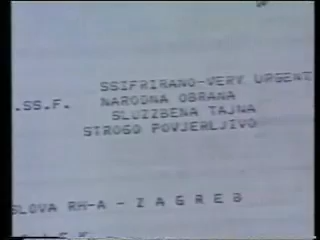 SSIFRIRANO-VERY URGENT
.SS.F. NARODNA OBRANA
SLUZZBENA TAJNA
STROGO POVJERLJIVO
SLOVA RH-A - Z A G R E B